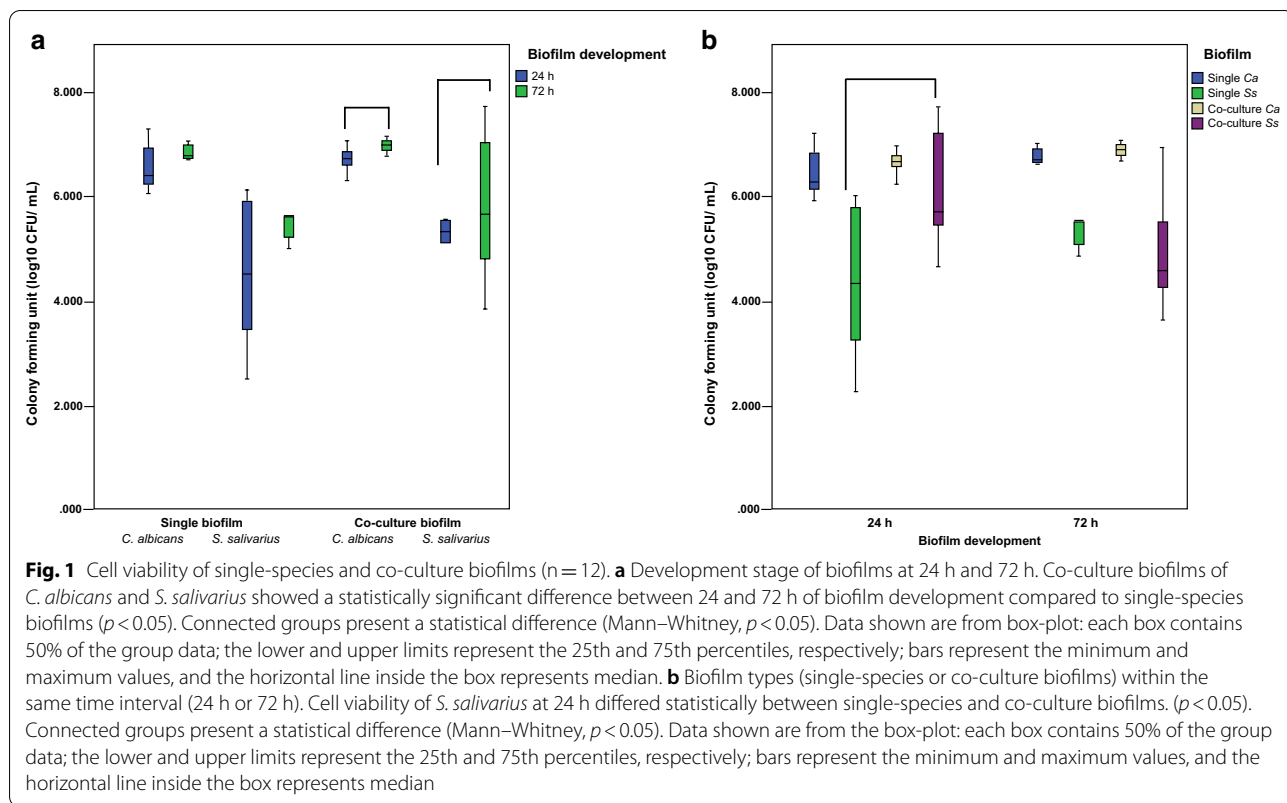 a
Biofilm development
24 h
72 h
8.000
6.000
4.000
2.000
.000
Colony forming unit (log10 CFU/ mL)
Single biofilm
Co-culture biofilm
C. albicans
S. salivarius
C. albicans
S. salivarius
b
Biofilm
Single Ca
Single Ss
Co-culture Ca
Co-culture Ss
8.000
6.000
4.000
2.000
.000
Colony forming unit (log10 CFU/ mL)
24 h
72 h
Biofilm development
Fig. 1 Cell viability of single-species and co-culture biofilms (n = 12). a Development stage of biofilms at 24 h and 72 h. Co-culture biofilms of
C. albicans and S. salivarius showed a statistically significant difference between 24 and 72 h of biofilm development compared to single-species
biofilms (p < 0.05). Connected groups present a statistical difference (Mann–Whitney, p < 0.05). Data shown are from box-plot: each box contains
50% of the group data; the lower and upper limits represent the 25th and 75th percentiles, respectively; bars represent the minimum and
maximum values, and the horizontal line inside the box represents median. b Biofilm types (single-species or co-culture biofilms) within the
same time interval (24 h or 72 h). Cell viability of S. salivarius at 24 h differed statistically between single-species and co-culture biofilms. (p < 0.05).
Connected groups present a statistical difference (Mann–Whitney, p < 0.05). Data shown are from the box-plot: each box contains 50% of the group
data; the lower and upper limits represent the 25th and 75th percentiles, respectively; bars represent the minimum and maximum values, and the
horizontal line inside the box represents median